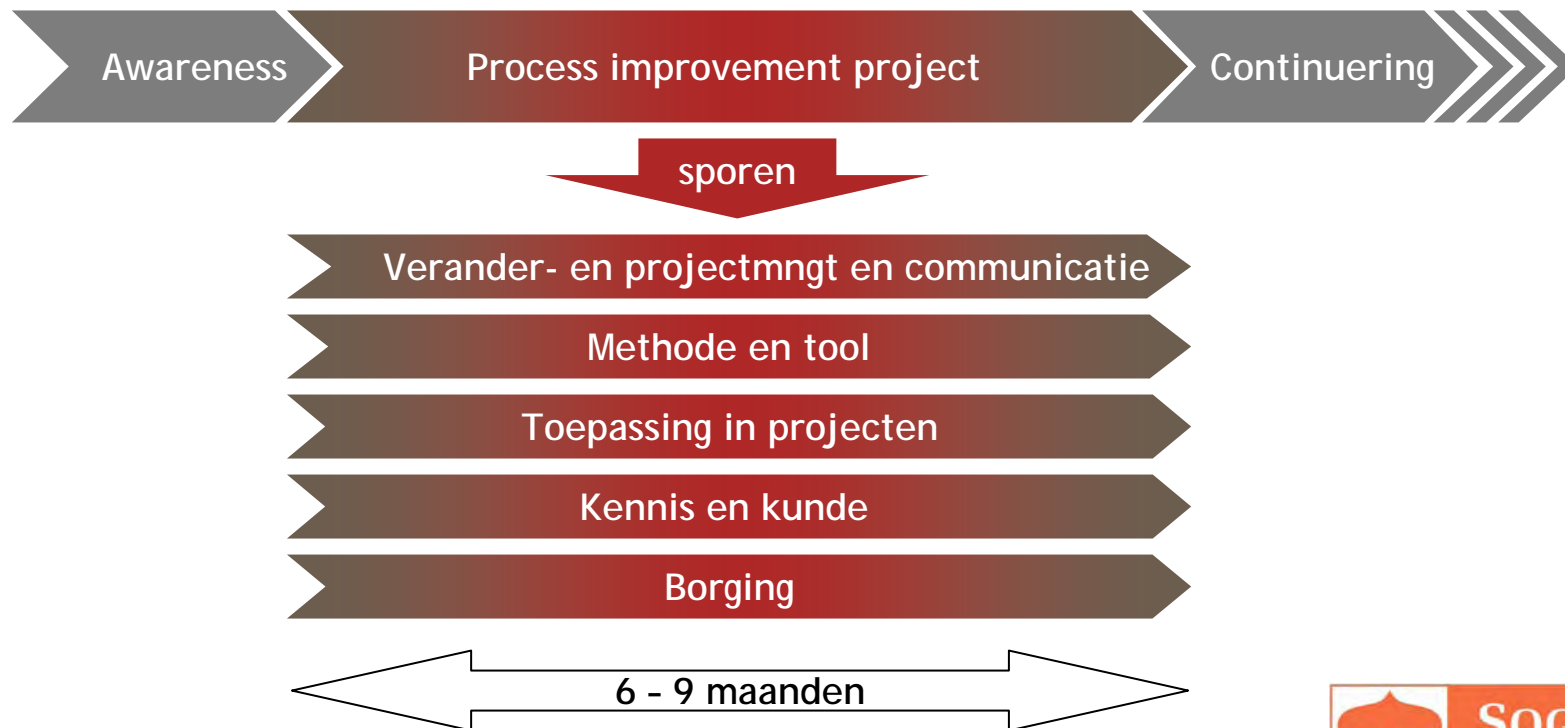 Awareness
Process improvement project
Continuering
sporen
Verander- en projectmngt en communicatie
Methode en tool
Toepassing in projecten
Kennis en kunde
Borging
6 - 9 maanden